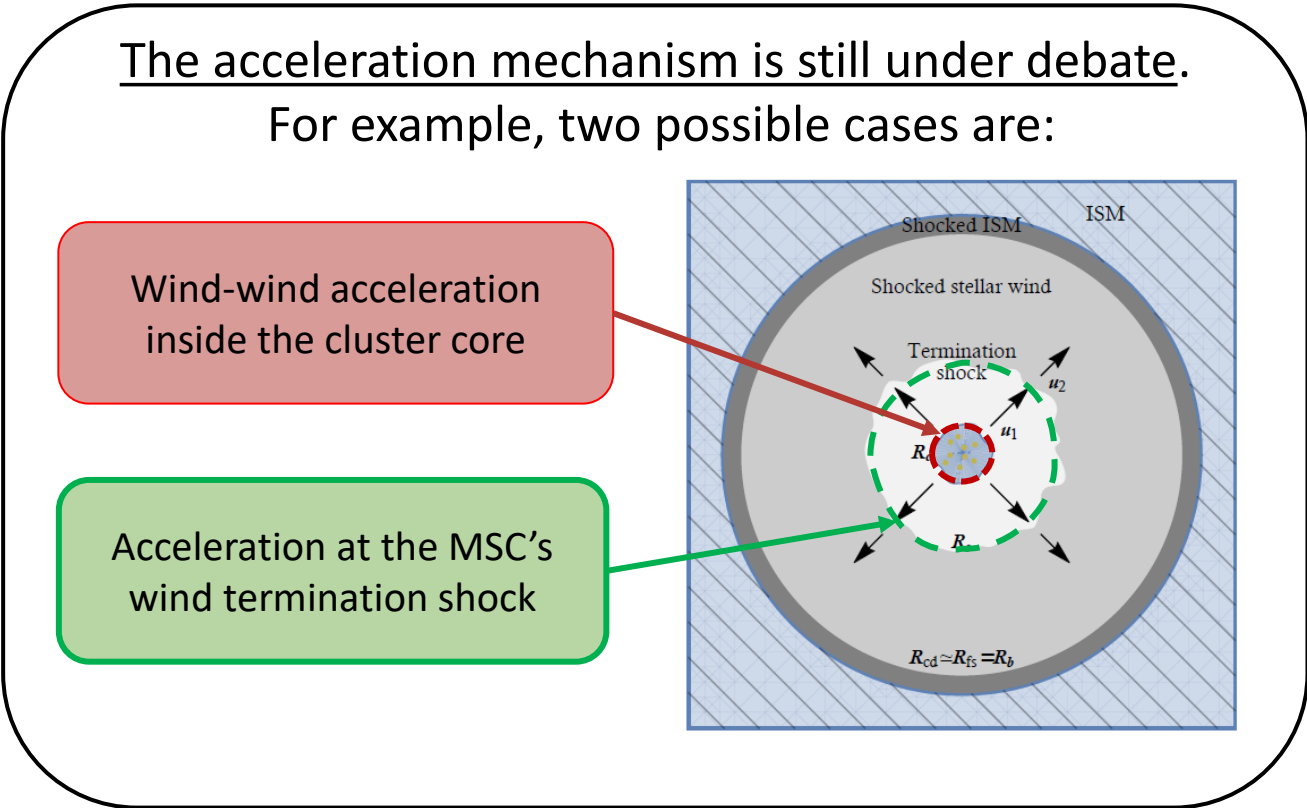 The acceleration mechanism is still under debate.
For example, two possible cases are:
Wind-wind acceleration
inside the cluster core
Acceleration at the MSC’s
wind termination shock
ISM
Shocked ISM
Shocked stellar wind
Termination
shock
u2
u1
Rcd≃Rfs=Rb